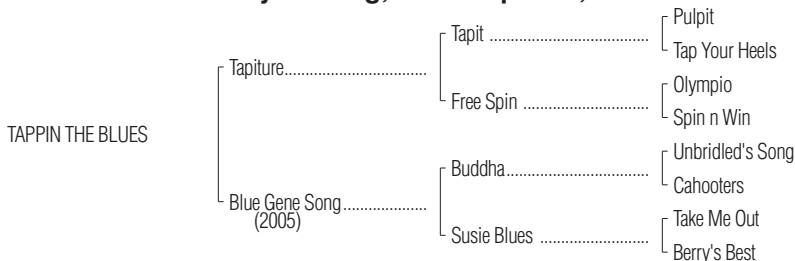 Pulpit
Tapit ........................................
Tap Your Heels
Tapiture...................................
Olympio
Free Spin ................................
Spin n Win
TAPPIN THE BLUES
Unbridled's Song
Buddha....................................
Cahooters
Blue Gene Song.....................
(2005)
Take Me Out
Susie Blues ...........................
Berry's Best